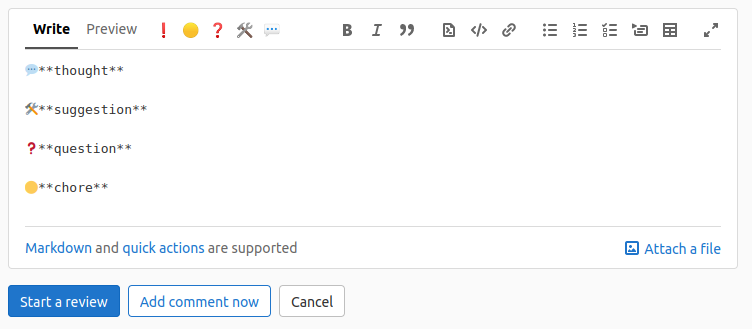 Write Preview ❗ 🟡 ❓ 🛠 💬 B I
💬**thought**
🛠**suggestion**
❓**question**
🟡**chore**
Markdown and quick actions are supported Attach a file
Start a review Add comment now Cancel